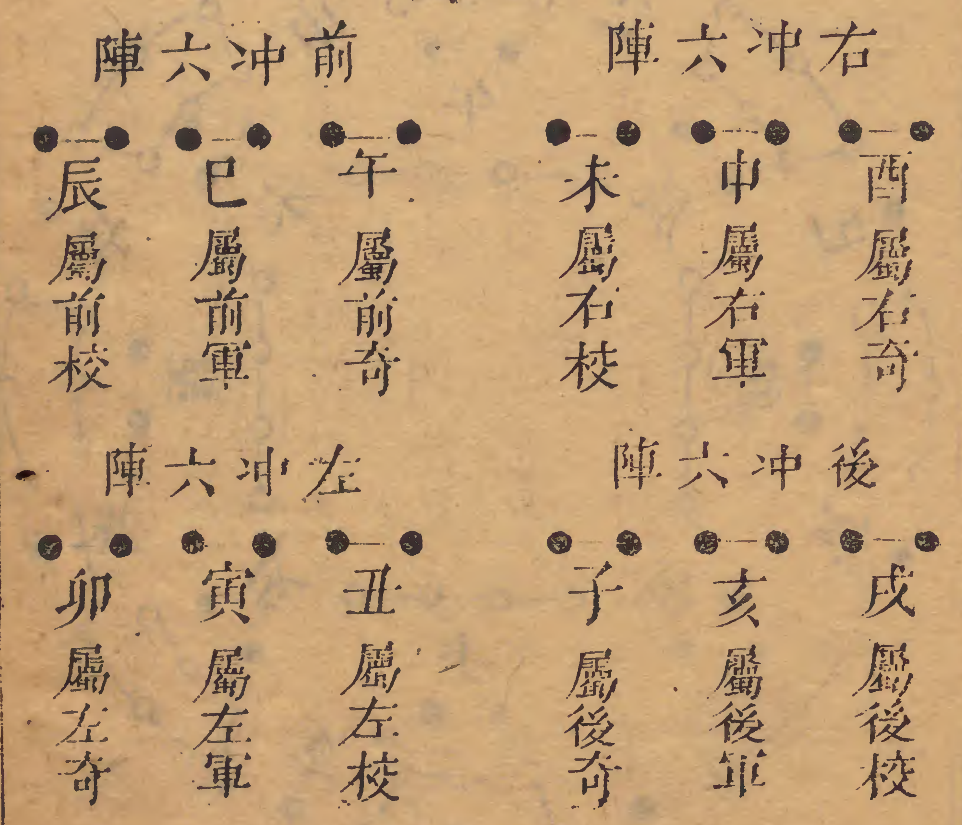 右冲六陣
酉屬右奇
申屬右軍
未屬右校
前冲六陣
午屬前奇
巳屬前軍
辰屬前校
後冲六陣
戌屬後校
亥屬後軍
子屬後奇
左冲六陣
丑屬左校
寅屬左軍
卯屬左奇